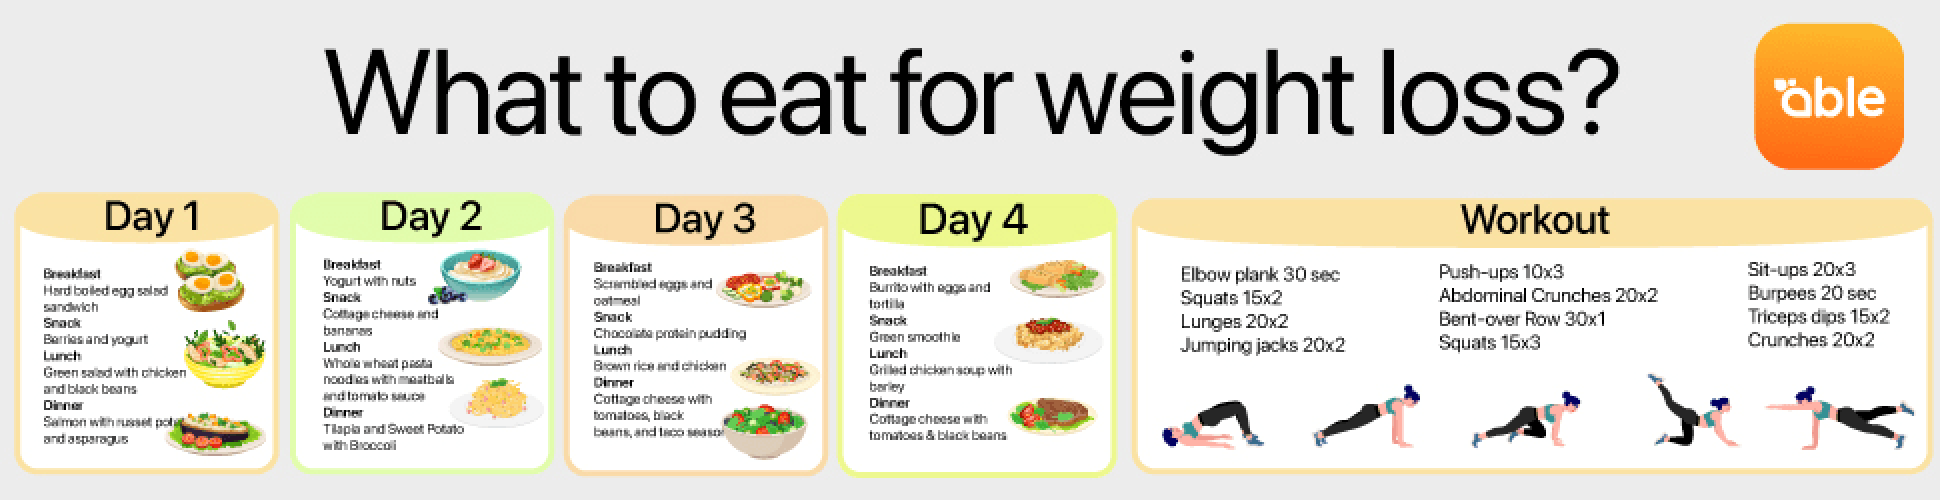 What to eat for weight loss?
able
Day 1
Breakfast
Hard boiled egg salad
sandwich
Snack
Berries and yogurt
Lunch
Green salad with chicken
and black beans
Dinner
Salmon with russet
and asparagus
Day 2
Breakfast
Yogurt with nuts
Snack
Cottage cheese and
bananas
Lunch
Whole wheat pasta
noodles with meatballs
and tomato sauce
Dinner
Tilapia and Sweet Potato
with Broccoli
Day 3
Breakfast
Scrambled eggs and
oatmeal
Snack
Chocolate protein pudding
Lunch
Brown rice and chicken
Dinner
Cottage cheese with
tomatoes, black
beans, and taco
Day 4
Breakfast
Burrito with eggs and
tortilla
Snack
Green smoothie
Lunch
Grilled chicken soup with
barley
Dinner
Cottage cheese with
tomatoes & black beans
Workout
Elbow plank 30 sec
Squats 15x2
Lunges 20x2
Jumping jacks 20x2
Push-ups 10x3
Abdominal Crunches 20x2
Bent-over Row 30x1
Squats 15x3
Sit-ups 20x3
Burpees 20 sec
Triceps dips 15x2
Crunches 20x2